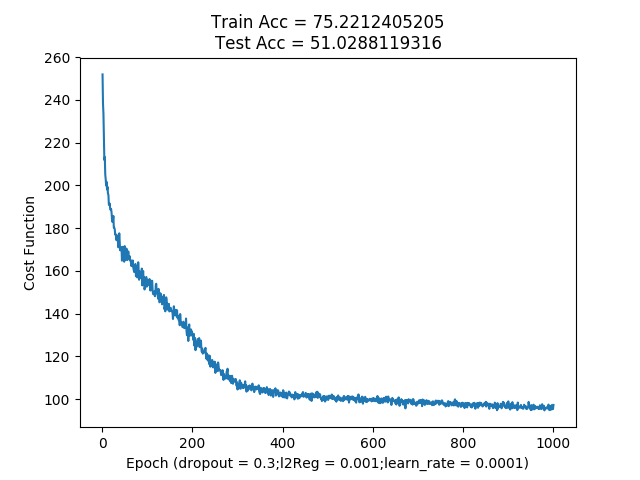 Train Acc = 75.2212405205
Test Acc = 51.0288119316
260
240
220
200
180
160
140
120
100
Cost Function
0 200 400 600 800 1000
Epoch (dropout = 0.3;l2Reg = 0.001;learn_rate = 0.0001)